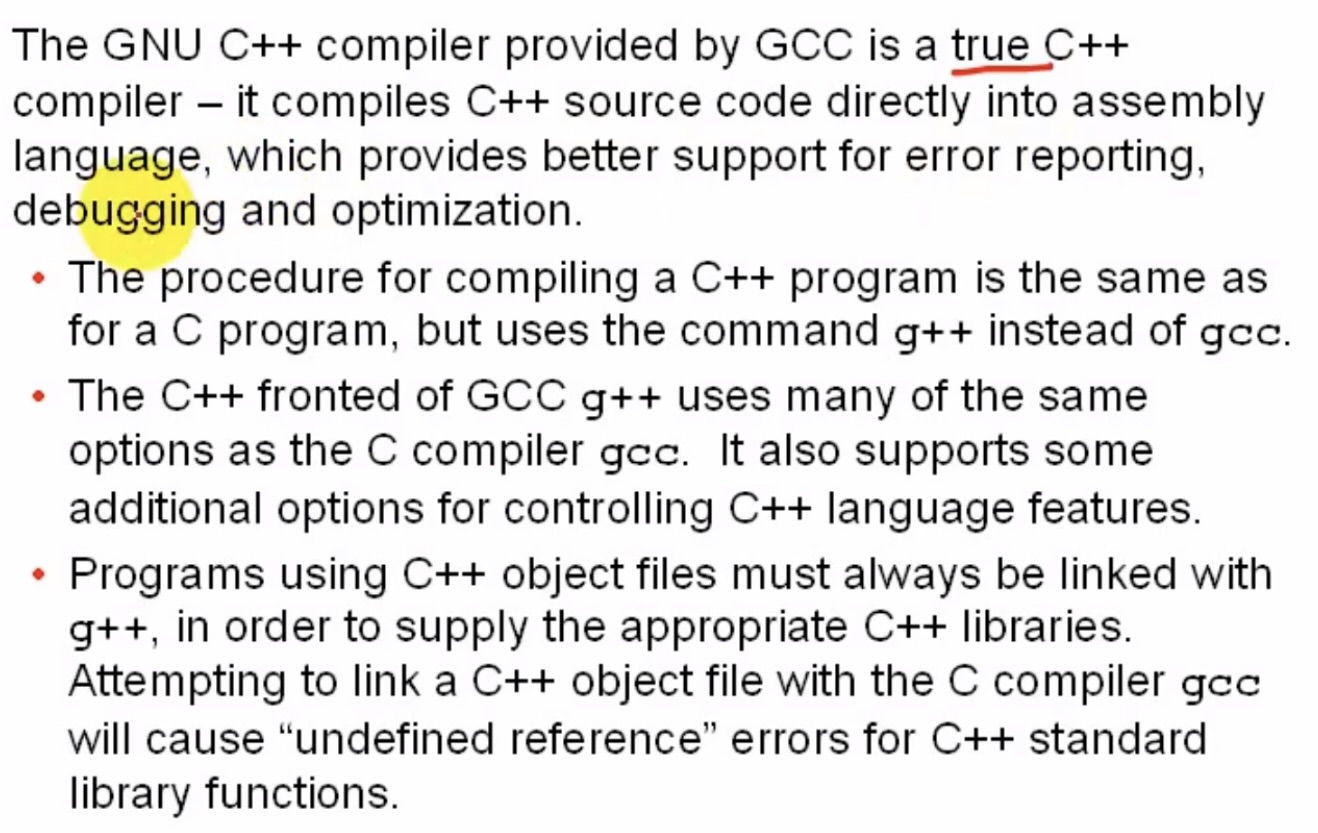 The GNU C++ compiler provided by GCC is a true C++
compiler – it compiles C++ source code directly into assembly
language, which provides better support for error reporting,
debugging and optimization.
• The procedure for compiling a C++ program is the same as
for a C program, but uses the command g++ instead of gcc.
• The C++ fronted of GCC g++ uses many of the same
options as the C compiler gcc. It also supports some
additional options for controlling C++ language features.
• Programs using C++ object files must always be linked with
g++, in order to supply the appropriate C++ libraries.
Attempting to link a C++ object file with the C compiler gcc
will cause “undefined reference” errors for C++ standard
library functions.